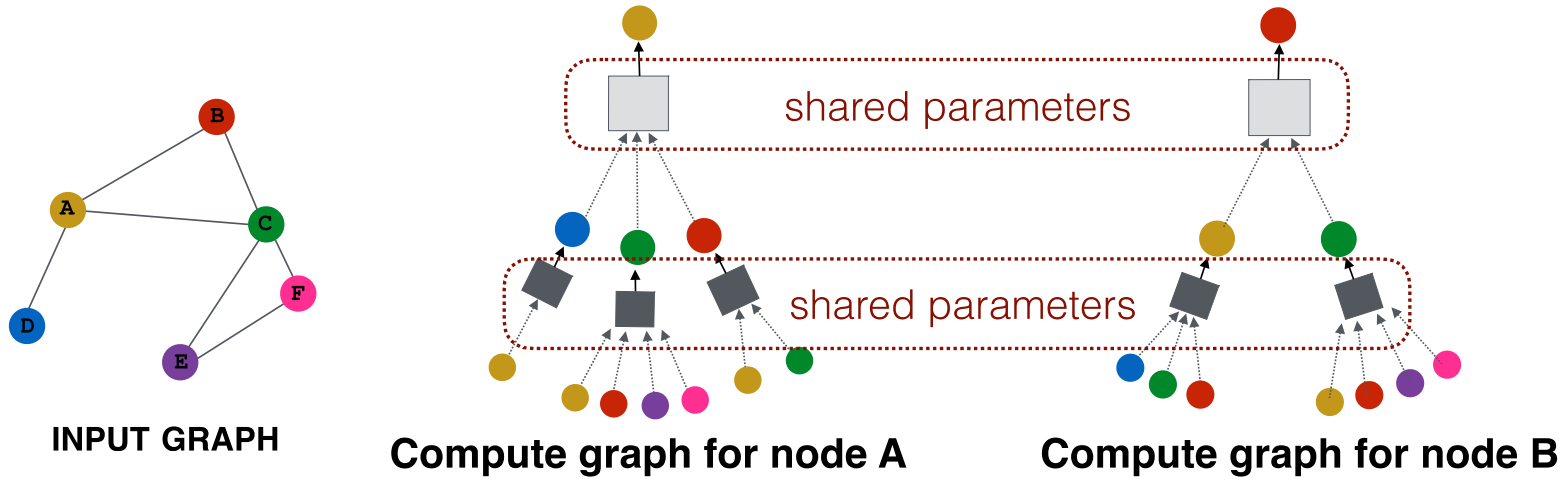 B
A
C
F
D
E
INPUT GRAPH
shared parameters
shared parameters
Compute graph for node A
Compute graph for node B